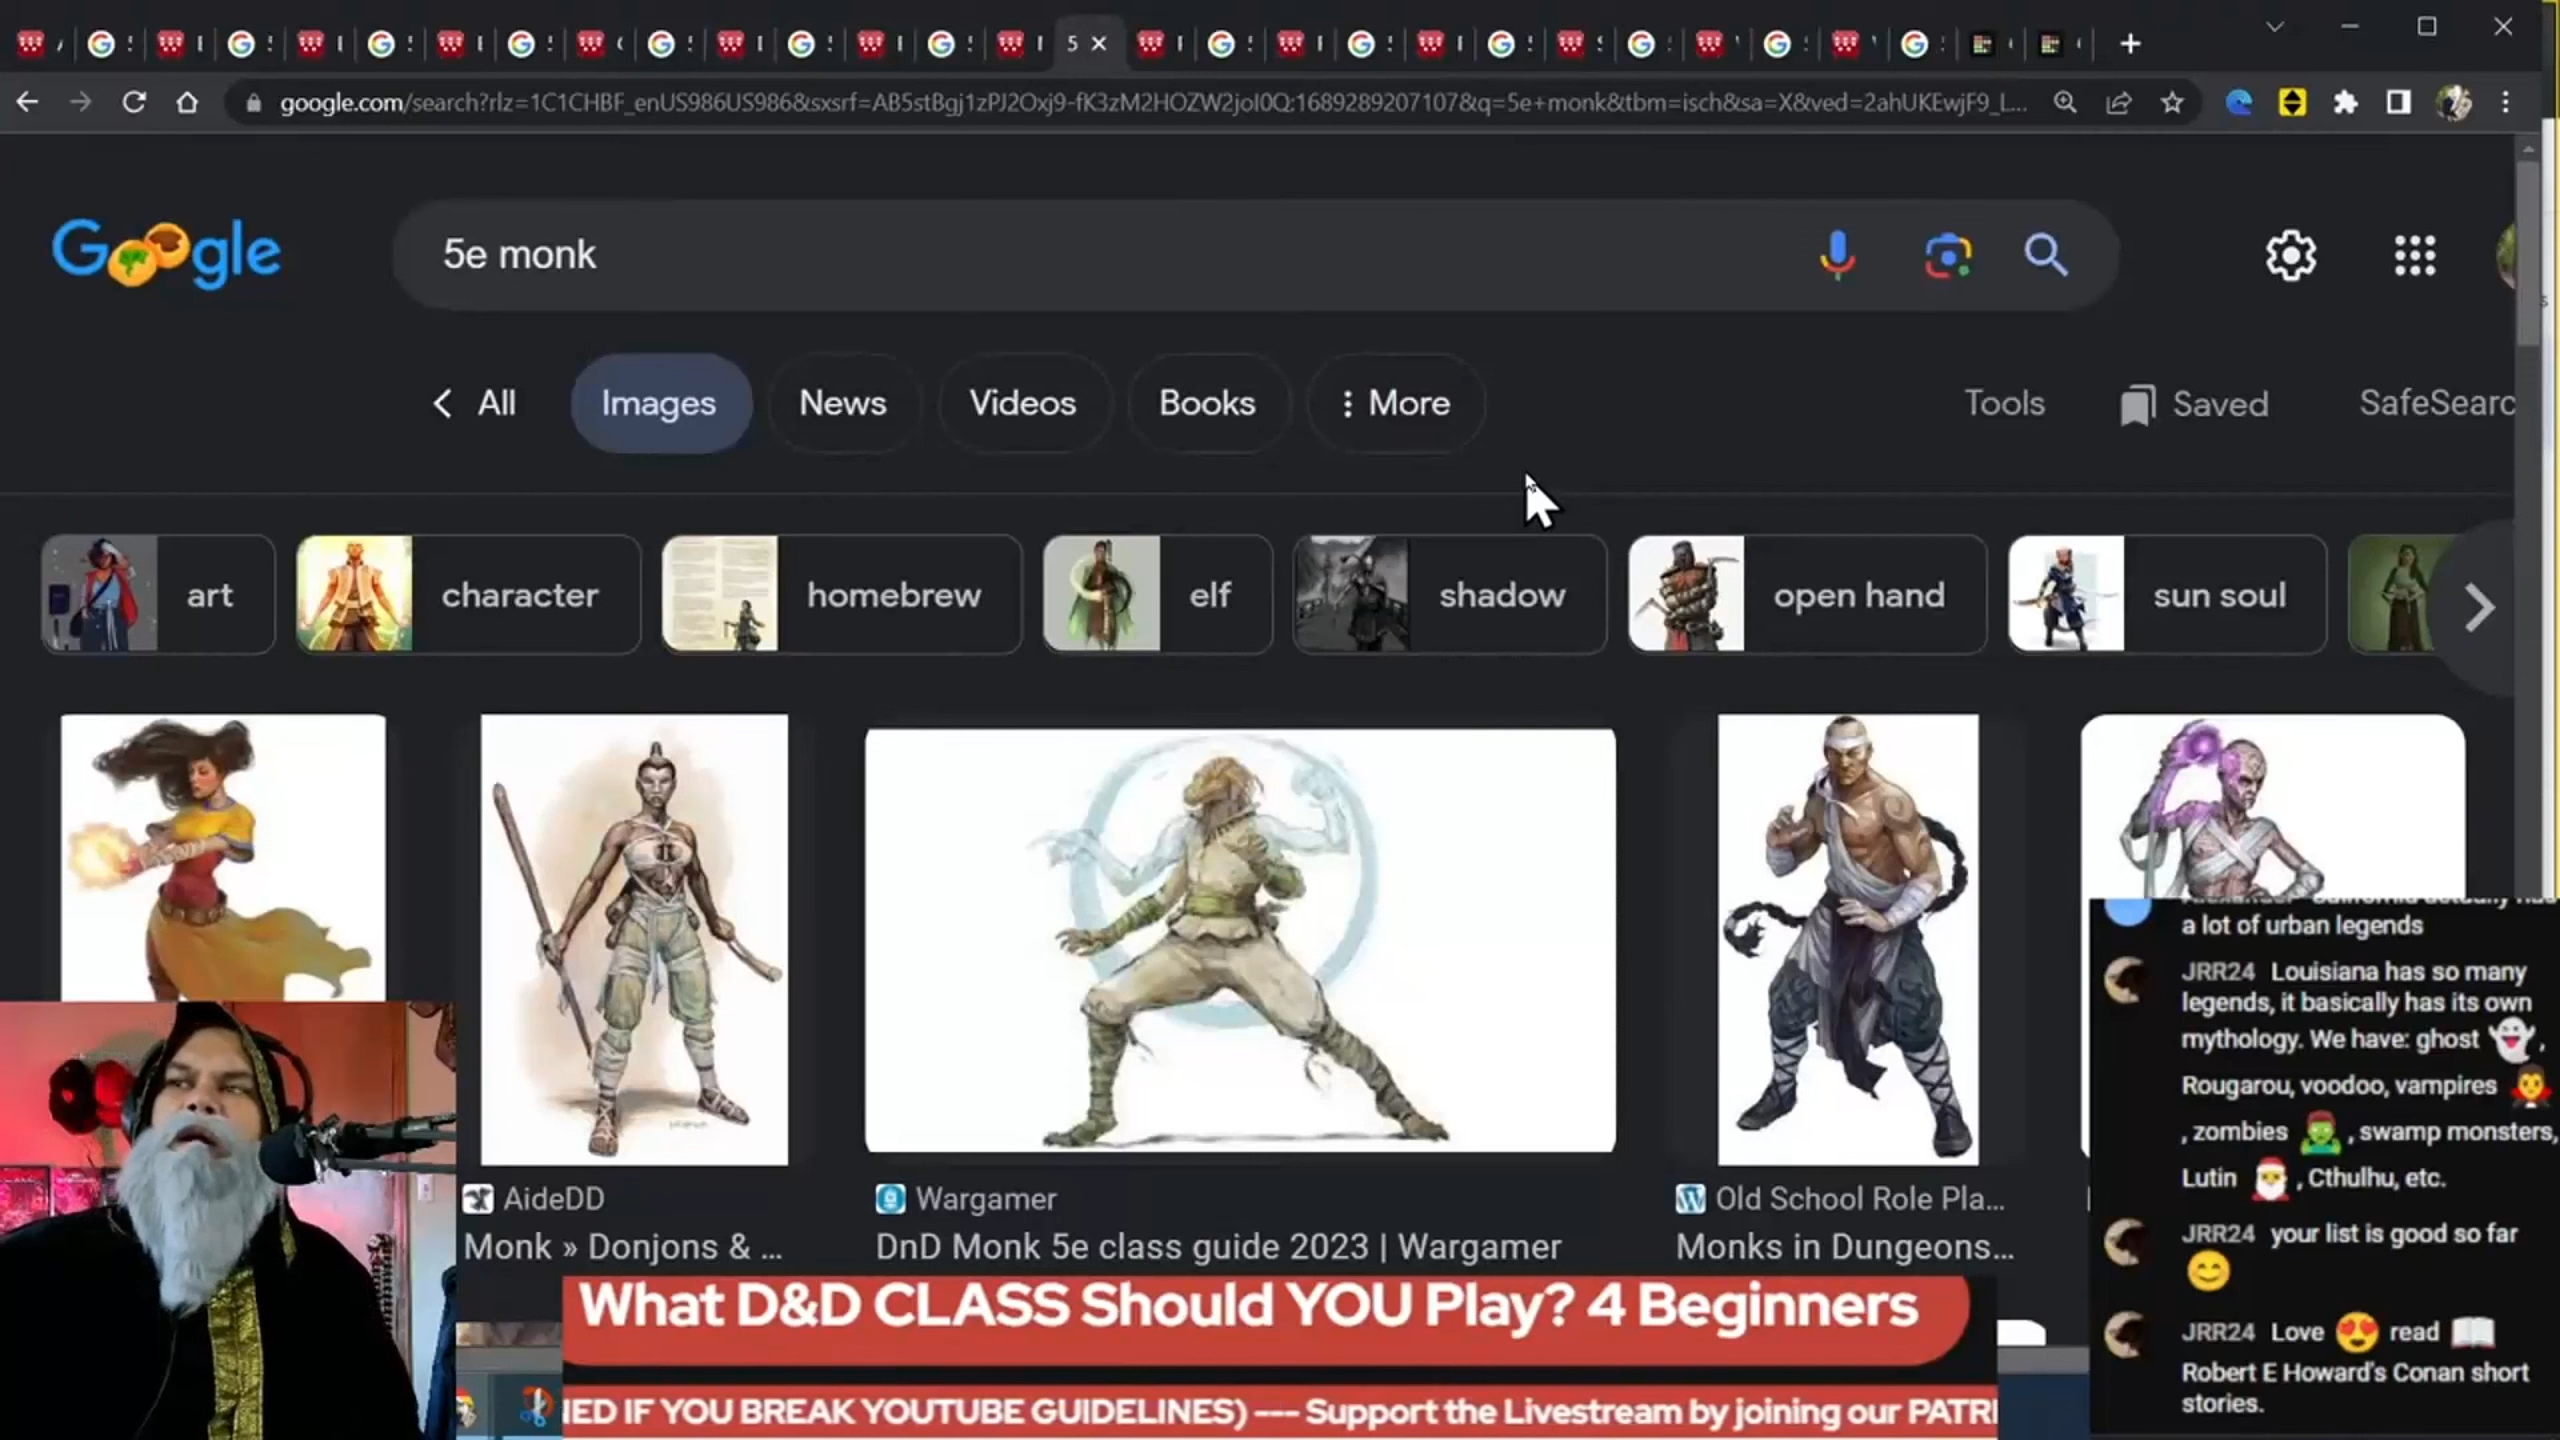 5
google.com/search?rlz=1C1CHBF_enUS986US986&sxsrf=AB5stBgj1zPJ2Oxj9-fK3zM2HOZW2joI0Q:1689289207107&q=5e+monk&tbm=isch&sa=X&ved=2ahUKEwjF9_L...
Google
5e monk
All
Images
News
Videos
Books
More
Tools
Saved
SafeSearc
art
character
homebrew
elf
shadow
open hand
sun soul
AideDD
Monk » Donjons & ...
Wargamer
DnD Monk 5e class guide 2023 | Wargamer
Old School Role Pla...
Monks in Dungeons...
a lot of urban legends
JRR24 Louisiana has so many
legends, it basically has its own
mythology. We have: ghost 👻,
Rougarou, voodoo, vampires 🧛
, zombies 🧟, swamp monsters,
Lutin 🎅, Cthulhu, etc.
JRR24 your list is good so far
😊
JRR24 Love 😍 read 📖
Robert E Howard's Conan short
stories.
What D&D CLASS Should YOU Play? 4 Beginners
NED IF YOU BREAK YOUTUBE GUIDELINES) --- Support the Livestream by joining our PATR